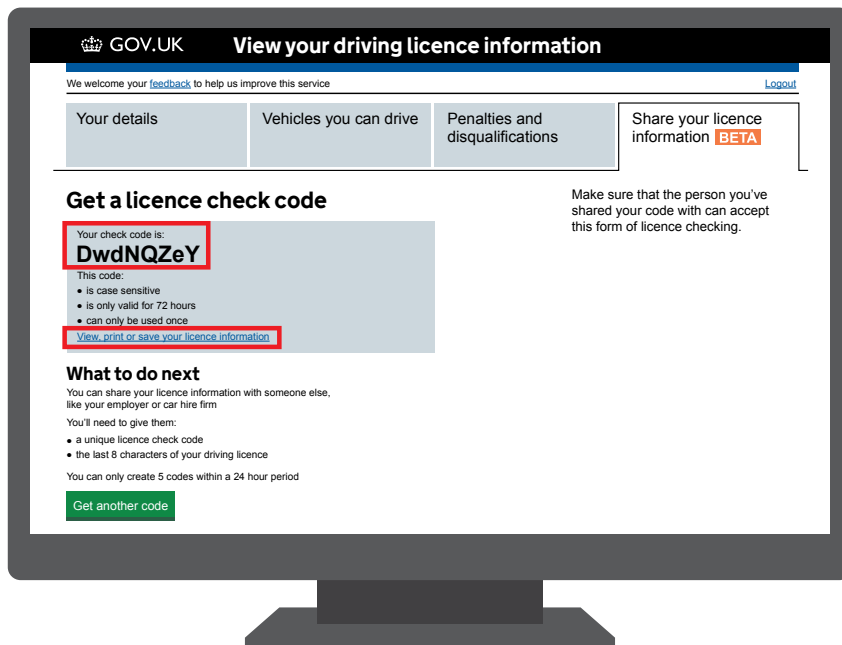 GOV.UK View your driving licence information
We welcome your feedback to help us improve this service
Logout
Your details
Vehicles you can drive
Penalties and
disqualifications
Share your licence
information BETA
Get a licence check code
Your check code is:
DwdNQZeY
This code:
• is case sensitive
• is only valid for 72 hours
• can only be used once
View, print or save your licence information
Make sure that the person you've
shared your code with can accept
this form of licence checking.
What to do next
You can share your licence information with someone else,
like your employer or car hire firm
You'll need to give them:
• a unique licence check code
• the last 8 characters of your driving licence
You can only create 5 codes within a 24 hour period
Get another code